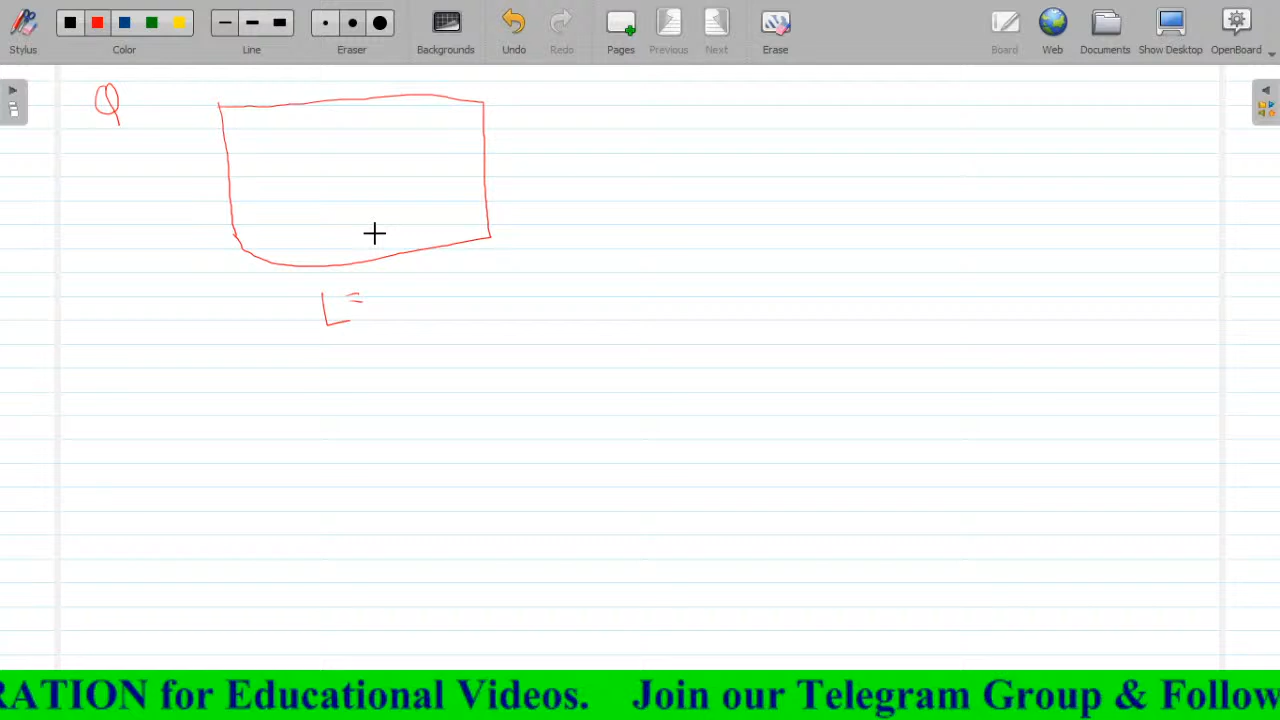 Stylus
Color
Line
Eraser
Backgrounds
Undo
Redo
Pages
Previous
Next
Erase
Board
Web
Documents
Show Desktop
OpenBoard
Q
L =
RATION for Educational Videos. Join our Telegram Group & Follow